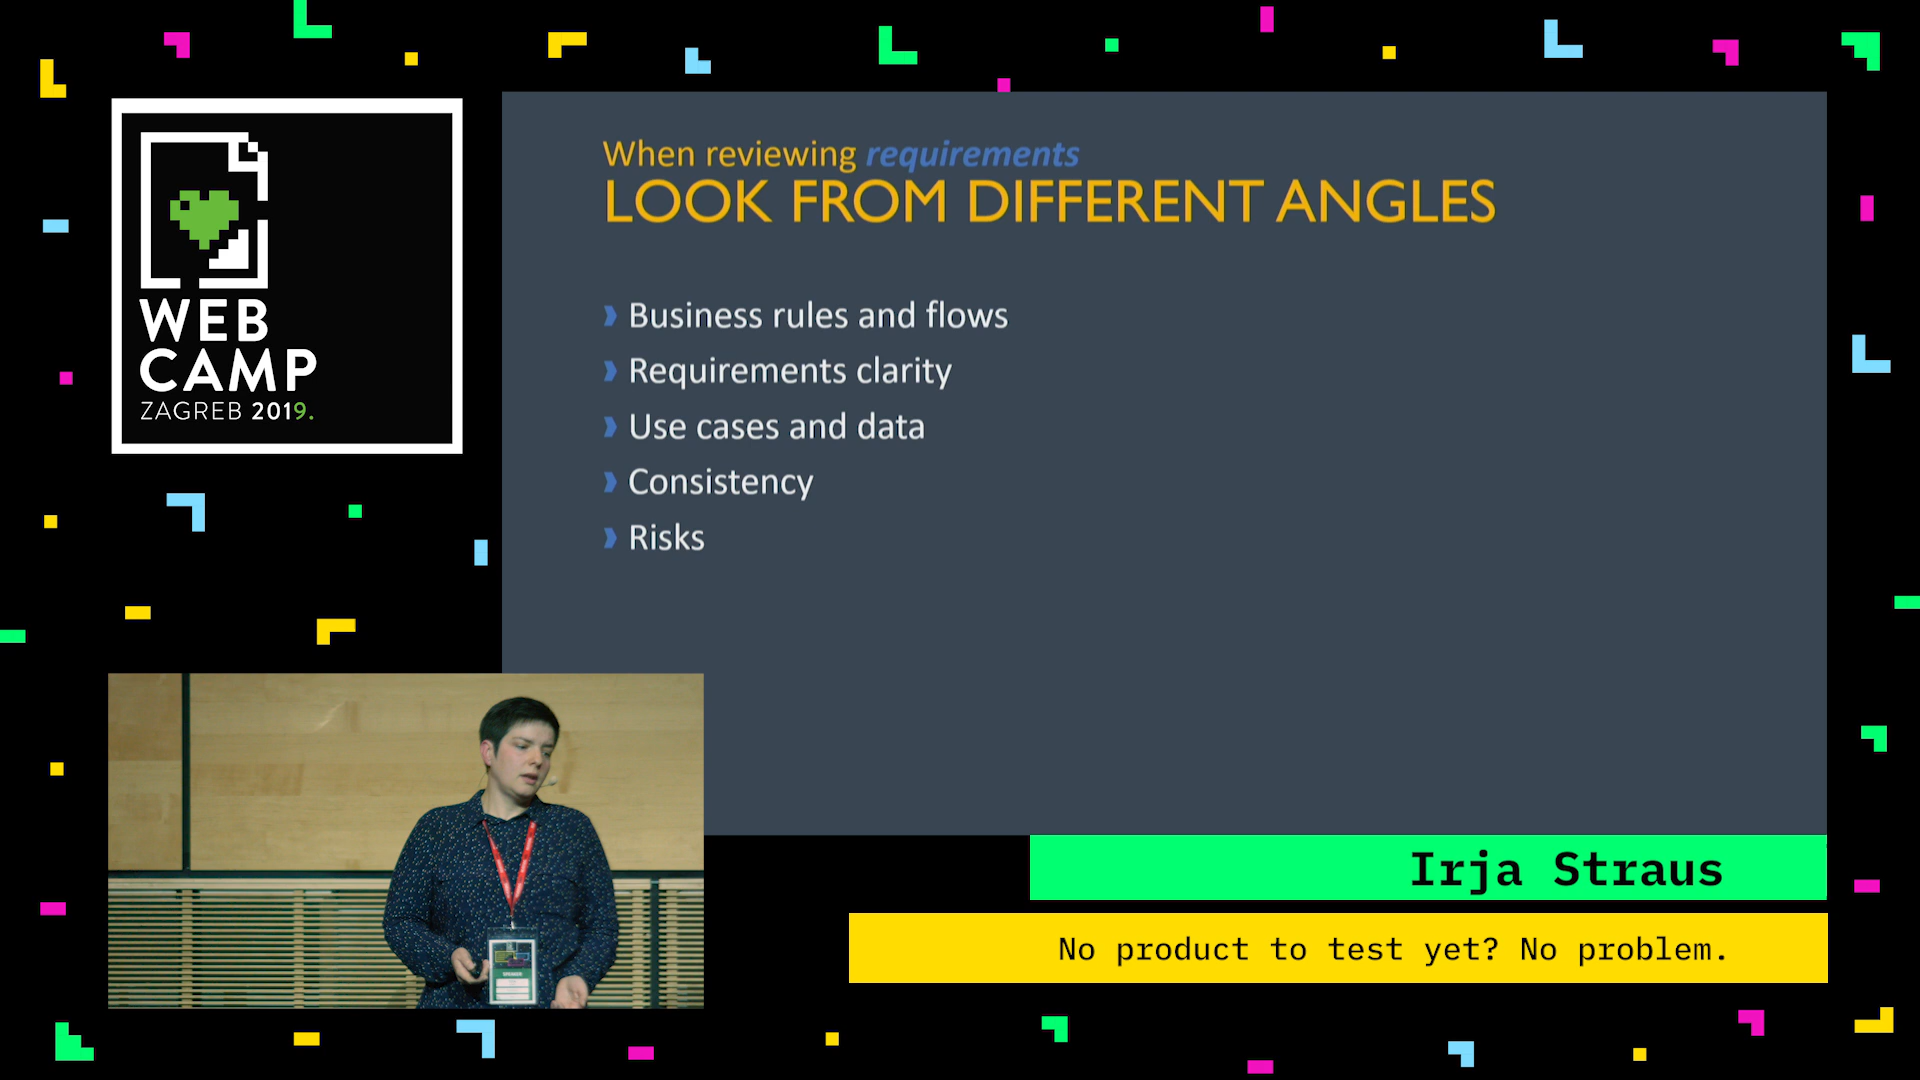 WEB
CAMP
ZAGREB 2019.
When reviewing requirements
LOOK FROM DIFFERENT ANGLES
Business rules and flows
Requirements clarity
Use cases and data
Consistency
Risks
Irja Straus
No product to test yet? No problem.